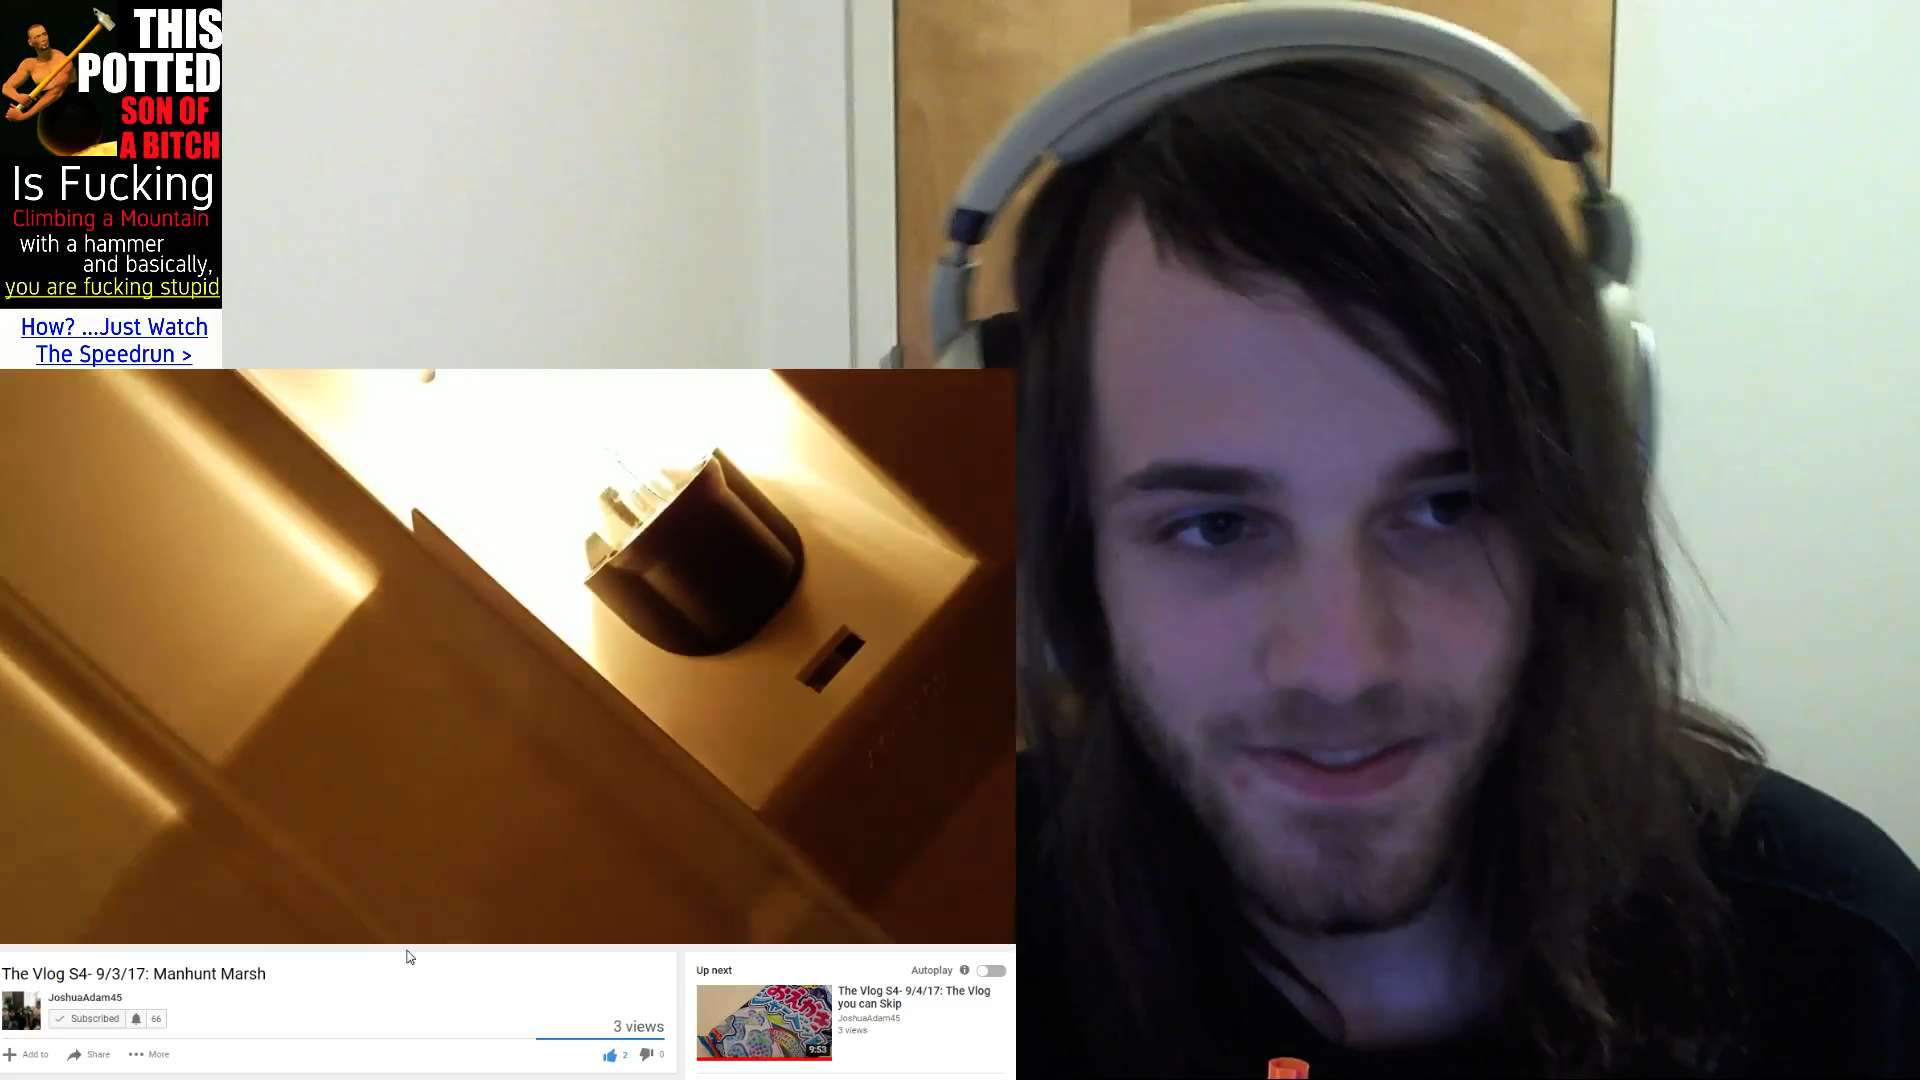 THIS
POTTED
SON OF
A BITCH
Is Fucking
Climbing a Mountain
with a hammer
and basically,
you are fucking stupid
How? ...Just Watch
The Speedrun >
The Vlog S4- 9/3/17: Manhunt Marsh
JoshuaAdam45
Subscribed 66
3 views
Add to Share More 2 0
Up next Autoplay
The Vlog S4- 9/4/17: The Vlog
you can Skip
JoshuaAdam45
3 views
9:53